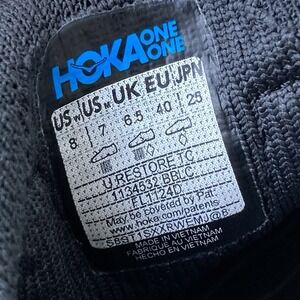 HOKA ONE
ONE
US W US M UK EU JPN
8 7 6.5 40 25
U RESTORE TC
1134532/BBLC
FL1124D
May be covered by Pat.
www.hoka.com/patents
MADE IN VIETNAM
FABRIQUÉ AU VIETNAM
HECHO EN VIETNAM